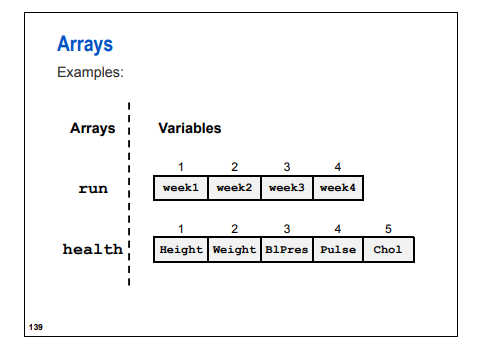 Arrays
Examples:
Arrays Variables
1 2 3 4
run week1 week2 week3 week4
1 2 3 4 5
health Height Weight BlPres Pulse Chol
139